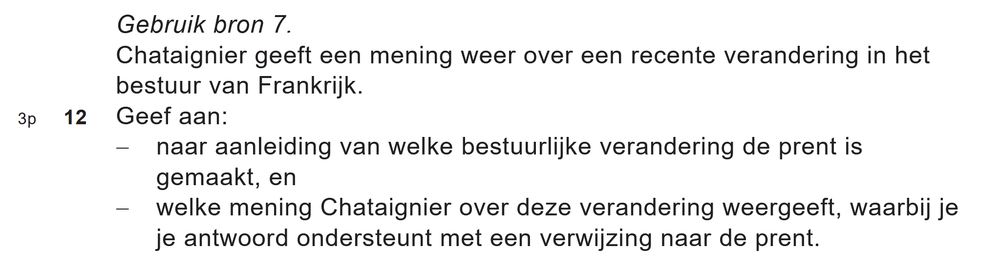 Gebruik bron 7.
Chataignier geeft een mening weer over een recente verandering in het
bestuur van Frankrijk.
3p 12 Geef aan:
– naar aanleiding van welke bestuurlijke verandering de prent is
gemaakt, en
– welke mening Chataignier over deze verandering weergeeft, waarbij je
je antwoord ondersteunt met een verwijzing naar de prent.